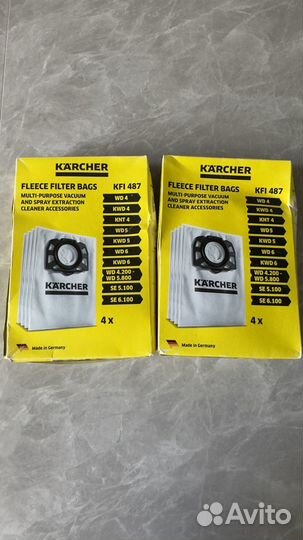 KÄRCHER
FLEECE FILTER BAGS KFI 487
MULTI-PURPOSE VACUUM
AND SPRAY EXTRACTION
CLEANER ACCESSORIES
WD 4
KWD 4
KNT 4
WD 5
KWD 5
WD 6
KWD 6
WD 4.200 -
WD 5.800
SE 5.100
SE 6.100
KÄRCHER
4 x
Made in Germany
KÄRCHER
FLEECE FILTER BAGS KFI 487
MULTI-PURPOSE VACUUM
AND SPRAY EXTRACTION
CLEANER ACCESSORIES
WD 4
KWD 4
KNT 4
WD 5
KWD 5
WD 6
KWD 6
WD 4.200 -
WD 5.800
SE 5.100
SE 6.100
KÄRCHER
4 x
Made in Germany
Avito